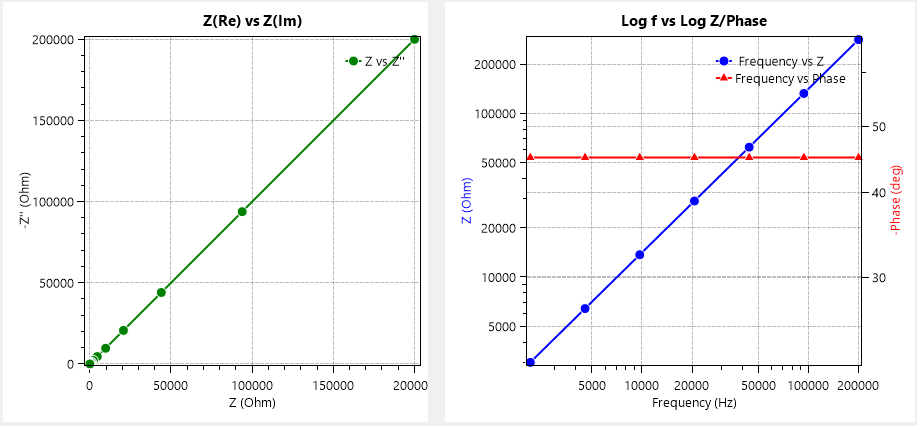 Z(Re) vs Z(Im)
200000
150000
100000
50000
0
-Z'' (Ohm)
Z vs Z''
0 50000 100000 150000 200000
Z (Ohm)
Log f vs Log Z/Phase
200000
100000
50000
20000
10000
5000
Z (Ohm)
Frequency vs Z
Frequency vs Phase
50
40
30
-Phase (deg)
5000 10000 20000 50000 100000 200000
Frequency (Hz)